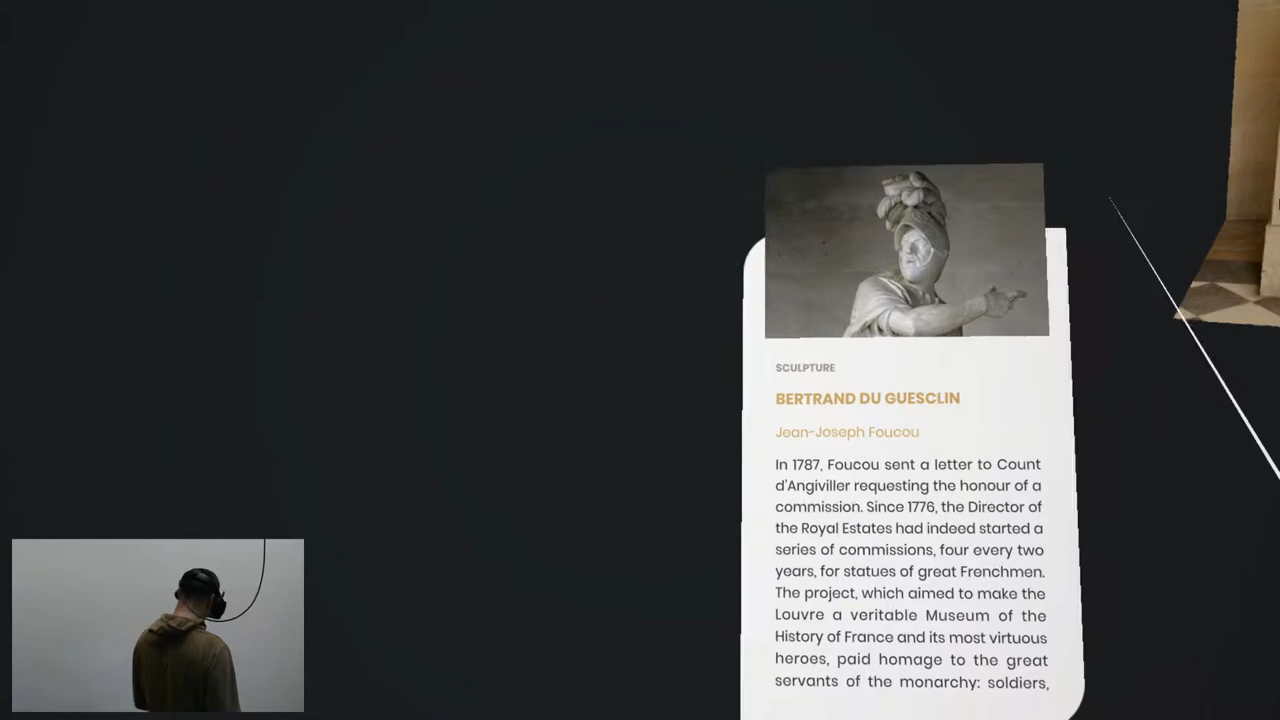 SCULPTURE
BERTRAND DU GUESCLIN
Jean-Joseph Foucou
In 1787, Foucou sent a letter to Count
d'Angiviller requesting the honour of a
commission. Since 1776, the Director of
the Royal Estates had indeed started a
series of commissions, four every two
years, for statues of great Frenchmen.
The project, which aimed to make the
Louvre a veritable Museum of the
History of France and its most virtuous
heroes, paid homage to the great
servants of the monarchy: soldiers,